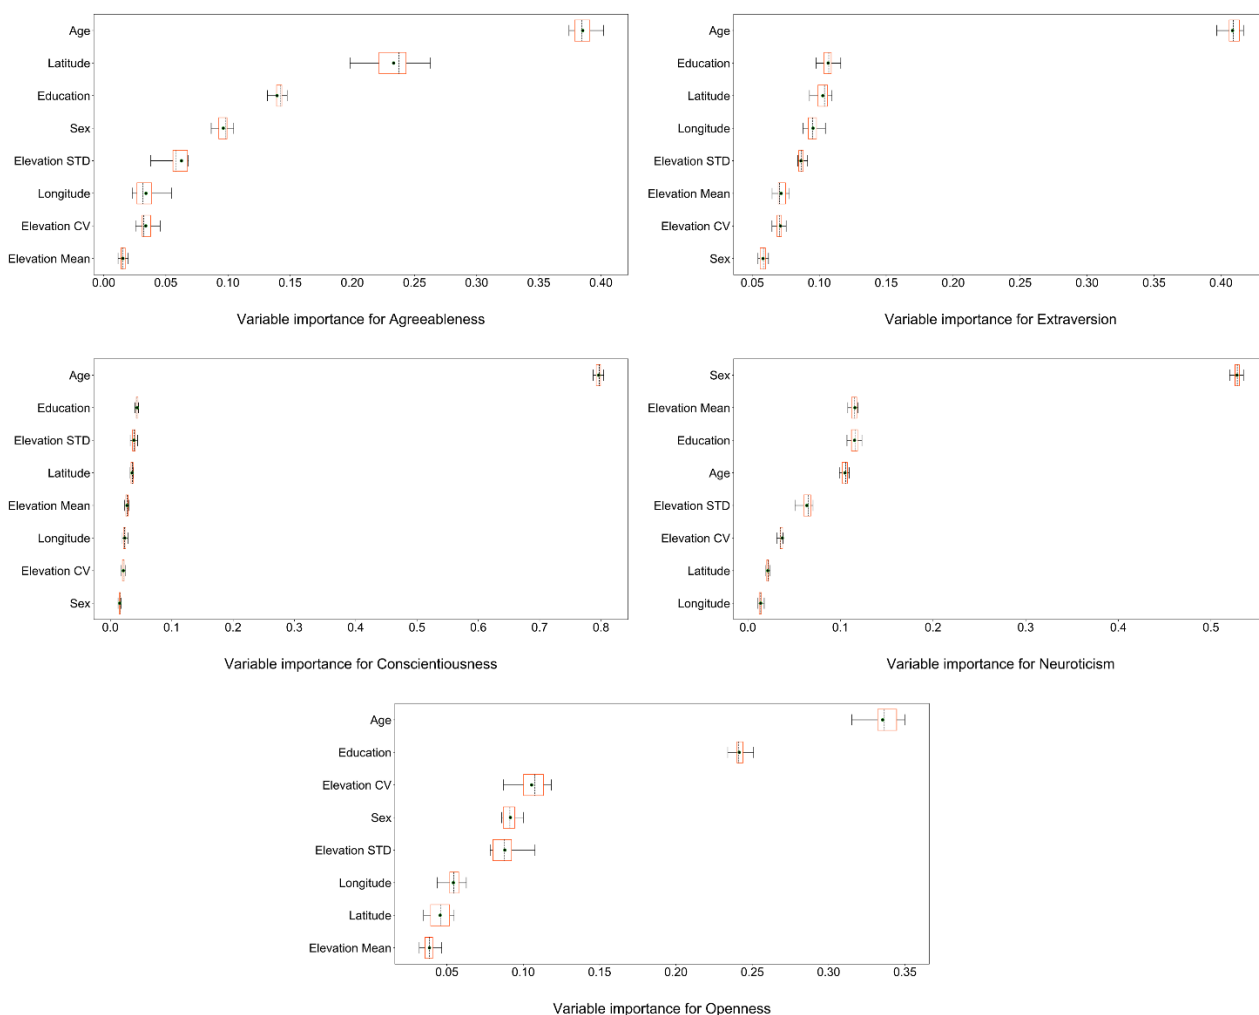 Age
Latitude
Education
Sex
Elevation STD
Longitude
Elevation CV
Elevation Mean
0.00 0.05 0.10 0.15 0.20 0.25 0.30 0.35 0.40
Variable importance for Agreeableness
Age
Education
Latitude
Longitude
Elevation STD
Elevation Mean
Elevation CV
Sex
0.05 0.10 0.15 0.20 0.25 0.30 0.35 0.40
Variable importance for Extraversion
Age
Education
Elevation STD
Latitude
Elevation Mean
Longitude
Elevation CV
Sex
0.0 0.1 0.2 0.3 0.4 0.5 0.6 0.7 0.8
Variable importance for Conscientiousness
Sex
Elevation Mean
Education
Age
Elevation STD
Elevation CV
Latitude
Longitude
0.0 0.1 0.2 0.3 0.4 0.5
Variable importance for Neuroticism
Age
Education
Elevation CV
Sex
Elevation STD
Longitude
Latitude
Elevation Mean
0.05 0.10 0.15 0.20 0.25 0.30 0.35
Variable importance for Openness